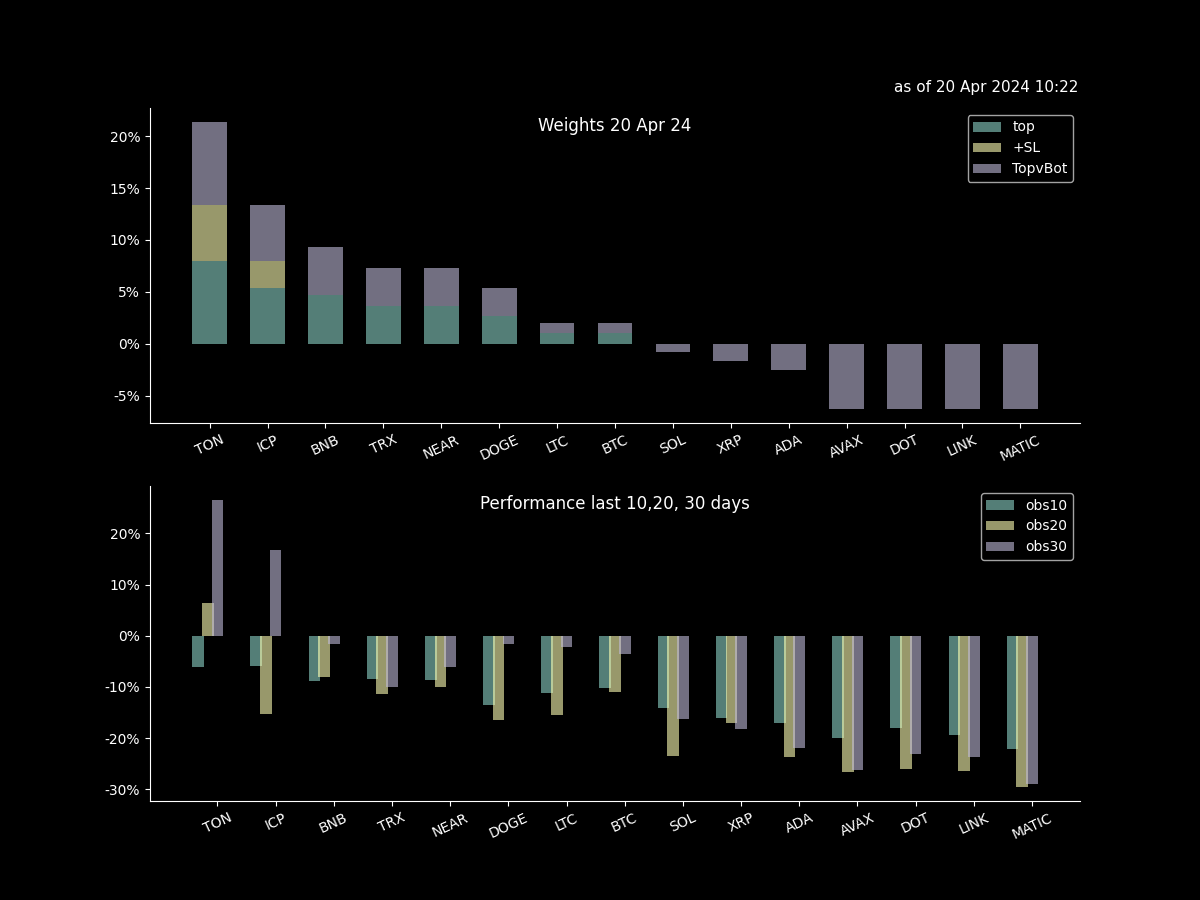 as of 20 Apr 2024 10:22
Weights 20 Apr 24
top
+SL
TopvBot
20%
15%
10%
5%
0%
-5%
TON ICP BNB TRX NEAR DOGE LTC BTC SOL XRP ADA AVAX DOT LINK MATIC
Performance last 10,20, 30 days
obs10
obs20
obs30
20%
10%
0%
-10%
-20%
-30%
TON ICP BNB TRX NEAR DOGE LTC BTC SOL XRP ADA AVAX DOT LINK MATIC